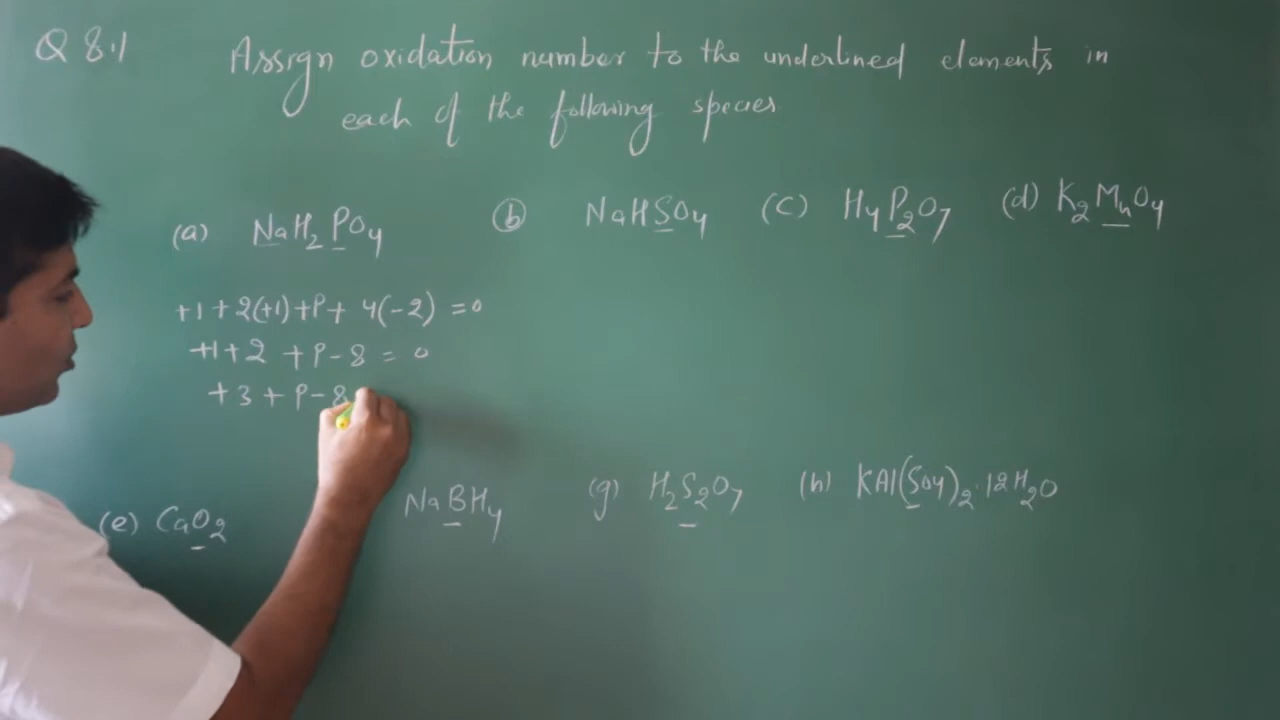 Q 8.1 Assign oxidation number to the underlined elements in
each of the following species
(a) NaH₂PO₄ (b) NaHSO₄ (c) H₄P₂O₇ (d) K₂MnO₄
+1+2(+1)+P+ 4(-2) =0
+1+2 +P-8 = 0
+3+P-8
(e) CaO₂ NaBH₄ (g) H₂S₂O₇ (h) KAl(SO₄)₂.12H₂O